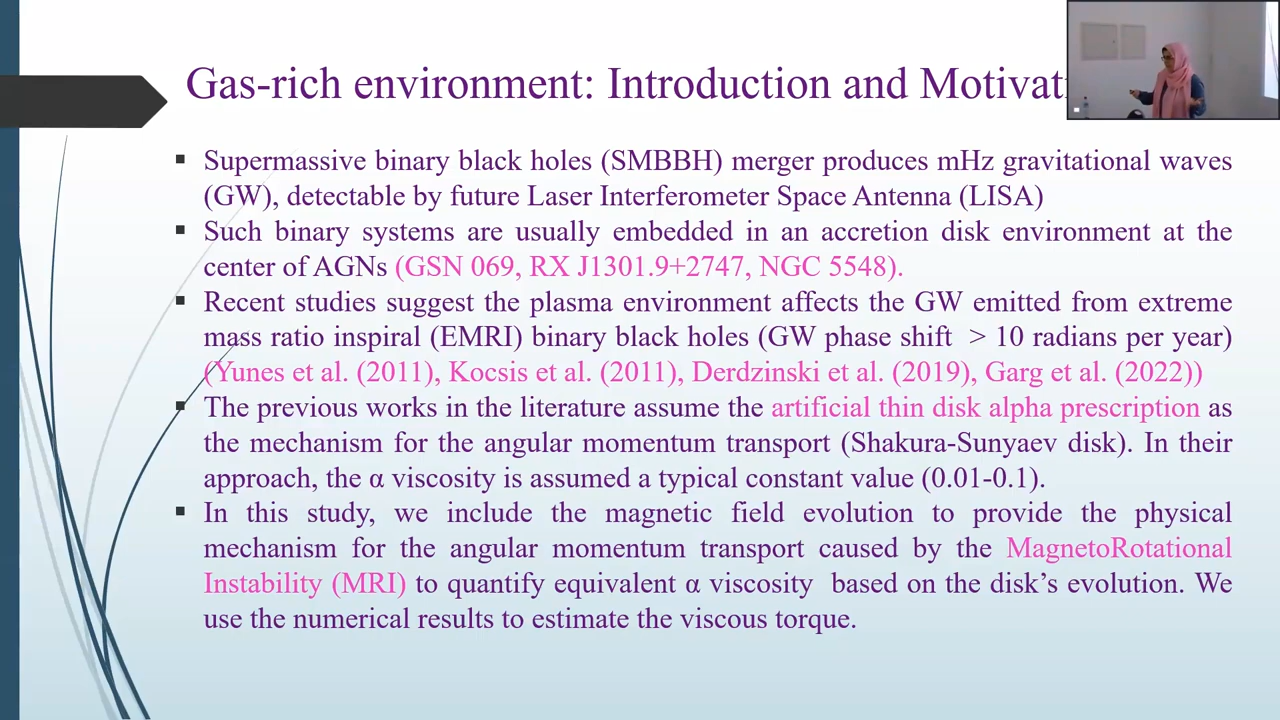 Gas-rich environment: Introduction and Motivat
▪ Supermassive binary black holes (SMBBH) merger produces mHz gravitational waves
(GW), detectable by future Laser Interferometer Space Antenna (LISA)
▪ Such binary systems are usually embedded in an accretion disk environment at the
center of AGNs (GSN 069, RX J1301.9+2747, NGC 5548).
▪ Recent studies suggest the plasma environment affects the GW emitted from extreme
mass ratio inspiral (EMRI) binary black holes (GW phase shift > 10 radians per year)
(Yunes et al. (2011), Kocsis et al. (2011), Derdzinski et al. (2019), Garg et al. (2022))
▪ The previous works in the literature assume the artificial thin disk alpha prescription as
the mechanism for the angular momentum transport (Shakura-Sunyaev disk). In their
approach, the α viscosity is assumed a typical constant value (0.01-0.1).
▪ In this study, we include the magnetic field evolution to provide the physical
mechanism for the angular momentum transport caused by the MagnetoRotational
Instability (MRI) to quantify equivalent α viscosity based on the disk’s evolution. We
use the numerical results to estimate the viscous torque.